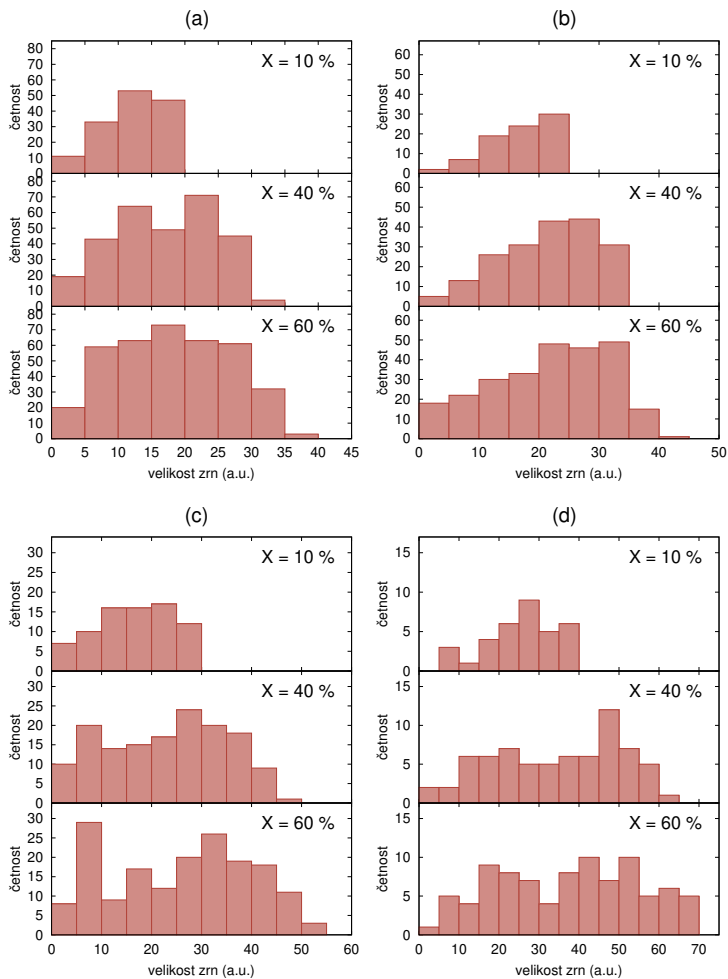 (a)
X = 10 %
četnost
0 10 20 30 40 50 60 70 80
X = 40 %
četnost
0 10 20 30 40 50 60 70 80
X = 60 %
četnost
0 10 20 30 40 50 60 70
0 5 10 15 20 25 30 35 40 45
velikost zrn (a.u.)
(b)
X = 10 %
četnost
0 10 20 30 40 50 60
X = 40 %
četnost
0 10 20 30 40 50 60
X = 60 %
četnost
0 10 20 30 40 50 60
0 10 20 30 40 50
velikost zrn (a.u.)
(c)
X = 10 %
četnost
0 5 10 15 20 25 30
X = 40 %
četnost
0 5 10 15 20 25 30
X = 60 %
četnost
0 5 10 15 20 25 30
0 10 20 30 40 50 60
velikost zrn (a.u.)
(d)
X = 10 %
četnost
0 5 10 15
X = 40 %
četnost
0 5 10 15
X = 60 %
četnost
0 5 10 15
0 10 20 30 40 50 60 70
velikost zrn (a.u.)